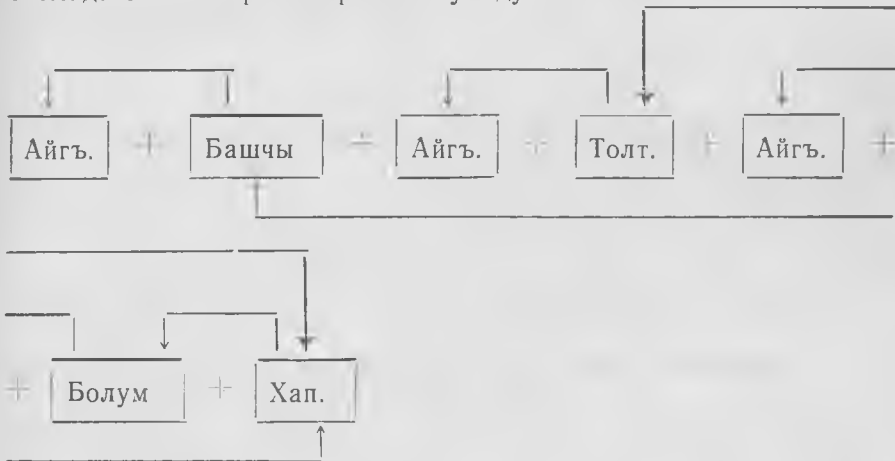 Айгъ. + Башчы + Айгъ. + Толт. + Айгъ. +
+ Болум + Хап.